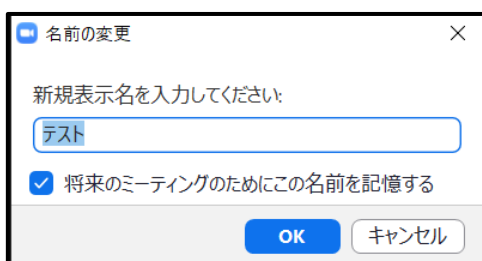 名前の変更
新規表示名を入力してください:
テスト
将来のミーティングのためにこの名前を記憶する
OK
キャンセル